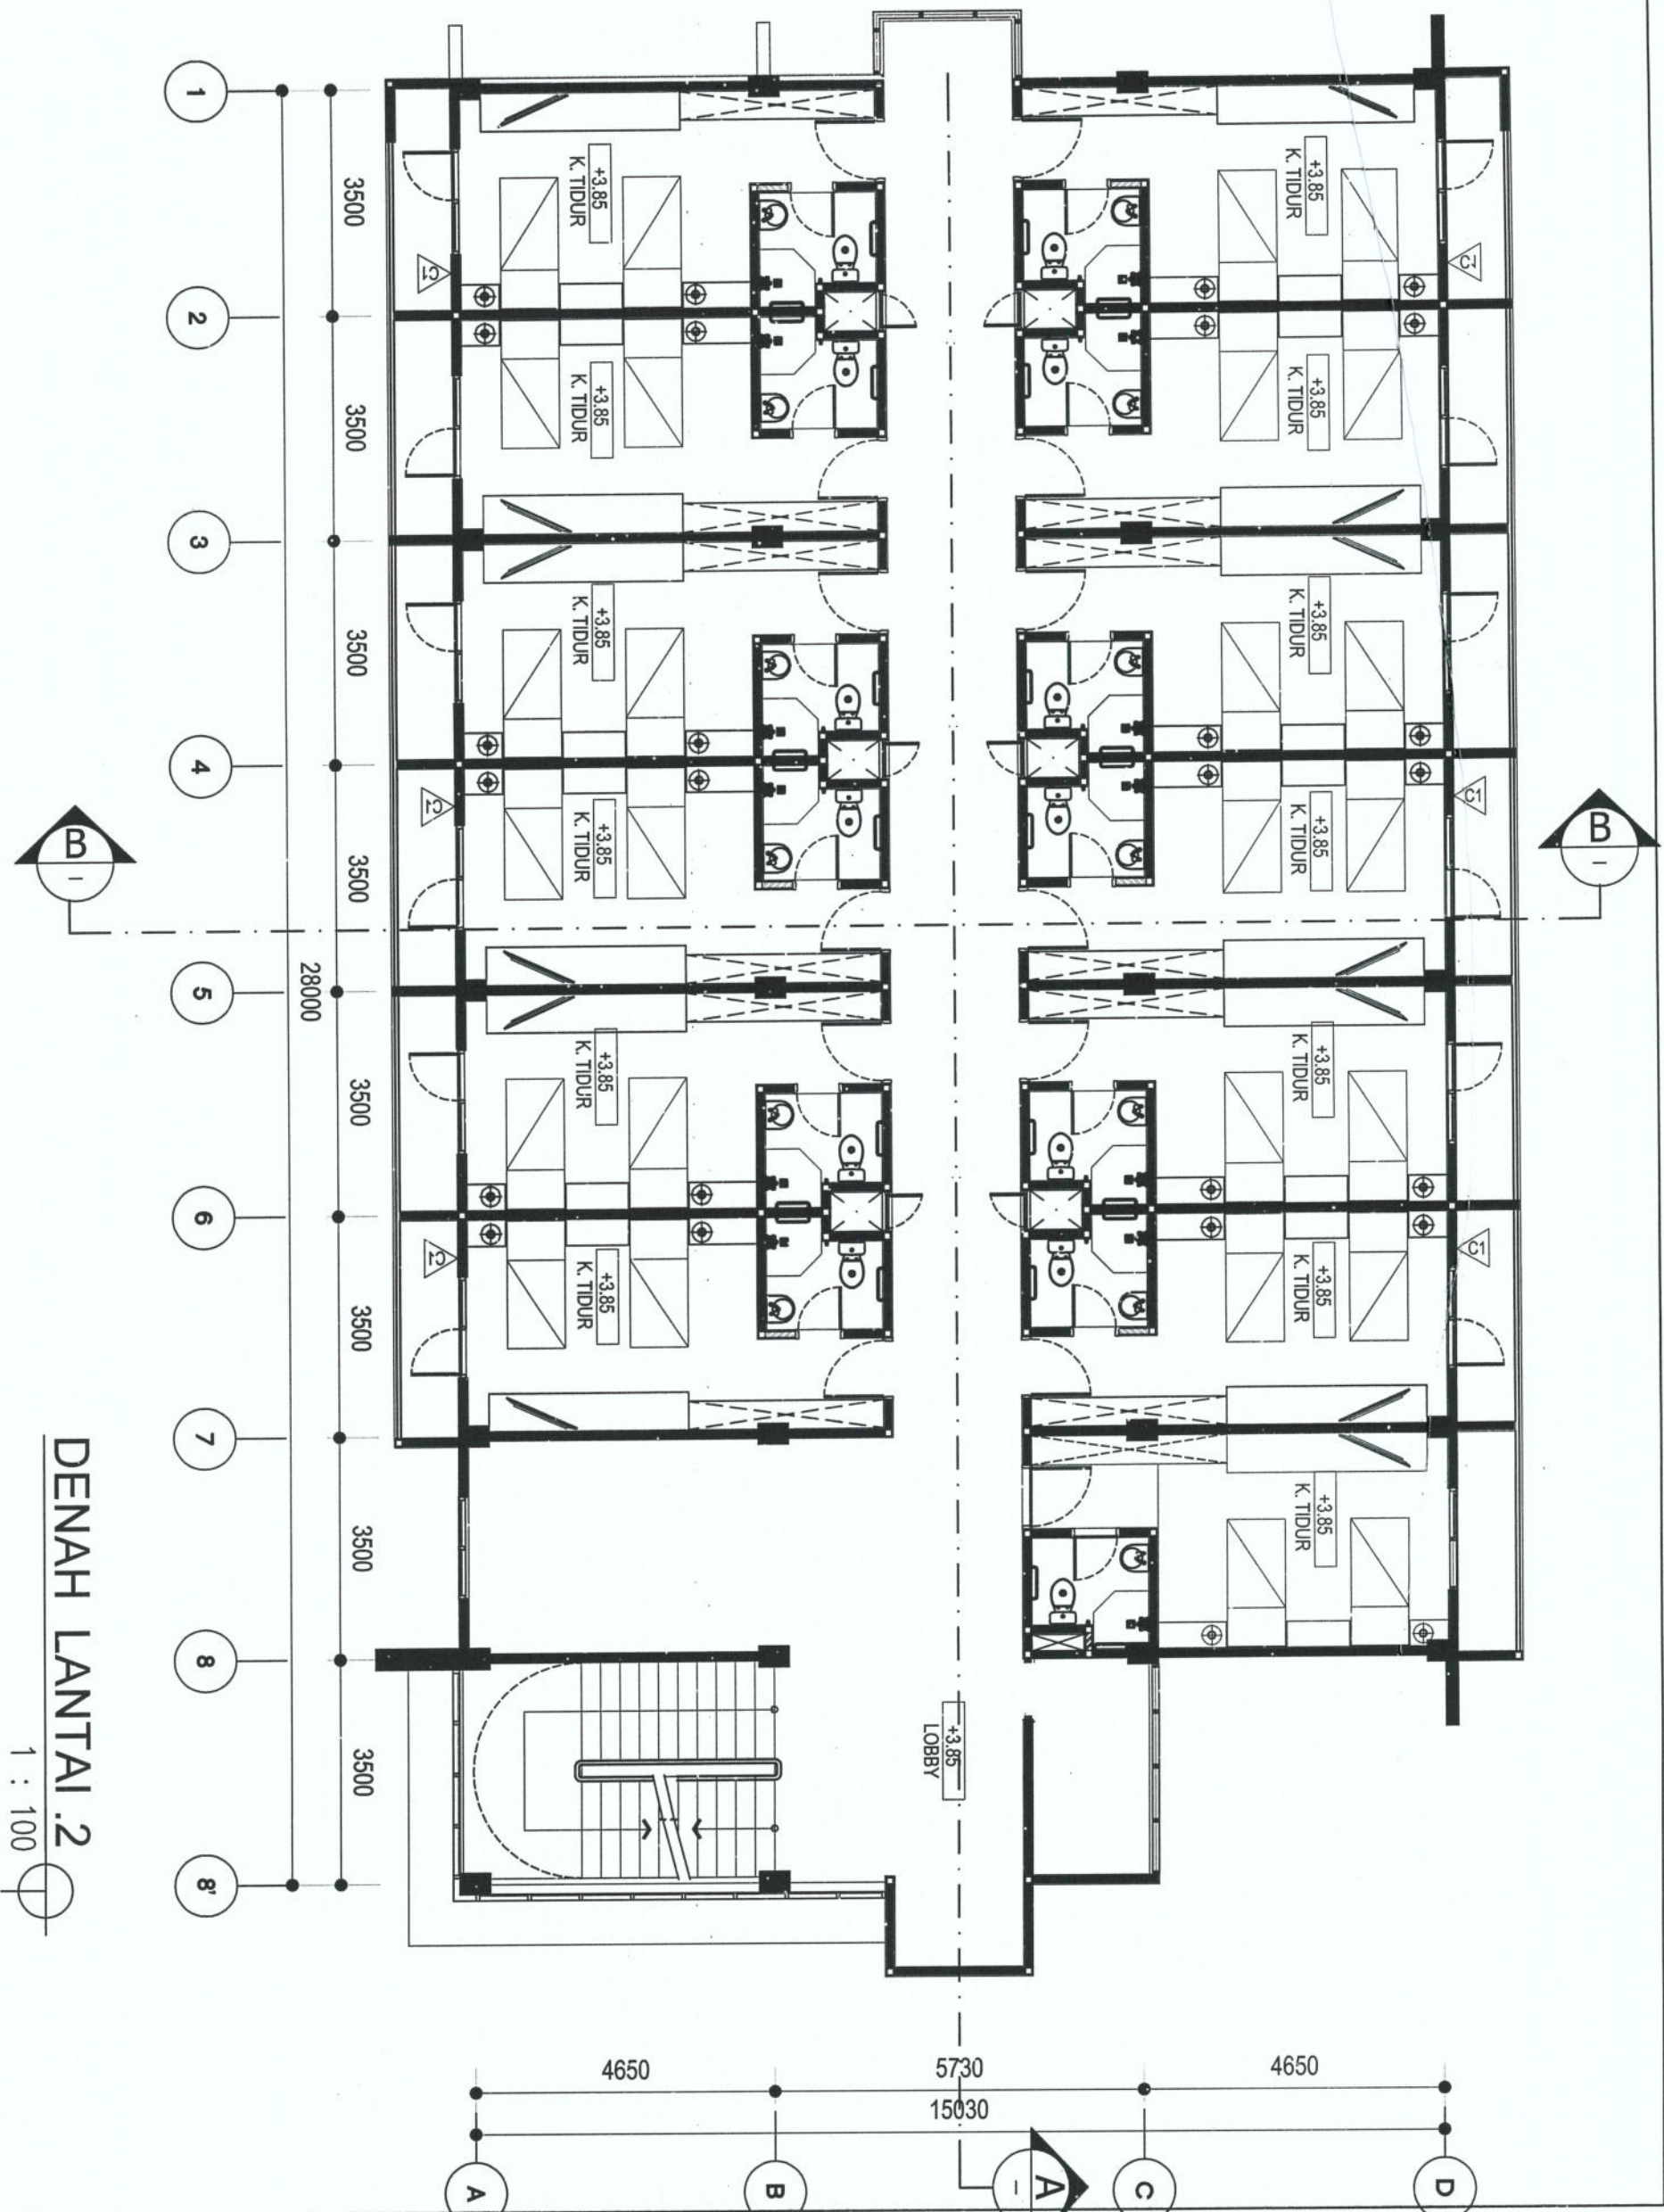 1
2
3
4
5
6
7
8
8'
3500
3500
3500
3500
3500
3500
3500
3500
28000
+3.85
K. TIDUR
+3.85
K. TIDUR
+3.85
K. TIDUR
+3.85
K. TIDUR
+3.85
K. TIDUR
+3.85
K. TIDUR
+3.85
K. TIDUR
+3.85
K. TIDUR
+3.85
K. TIDUR
+3.85
K. TIDUR
+3.85
K. TIDUR
+3.85
K. TIDUR
+3.85
K. TIDUR
C1
C1
C1
C1
C1
C1
B
-
B
-
+3.85
LOBBY
4650
5730
4650
15030
A
B
C
D
A
-
DENAH LANTAI .2
1 : 100